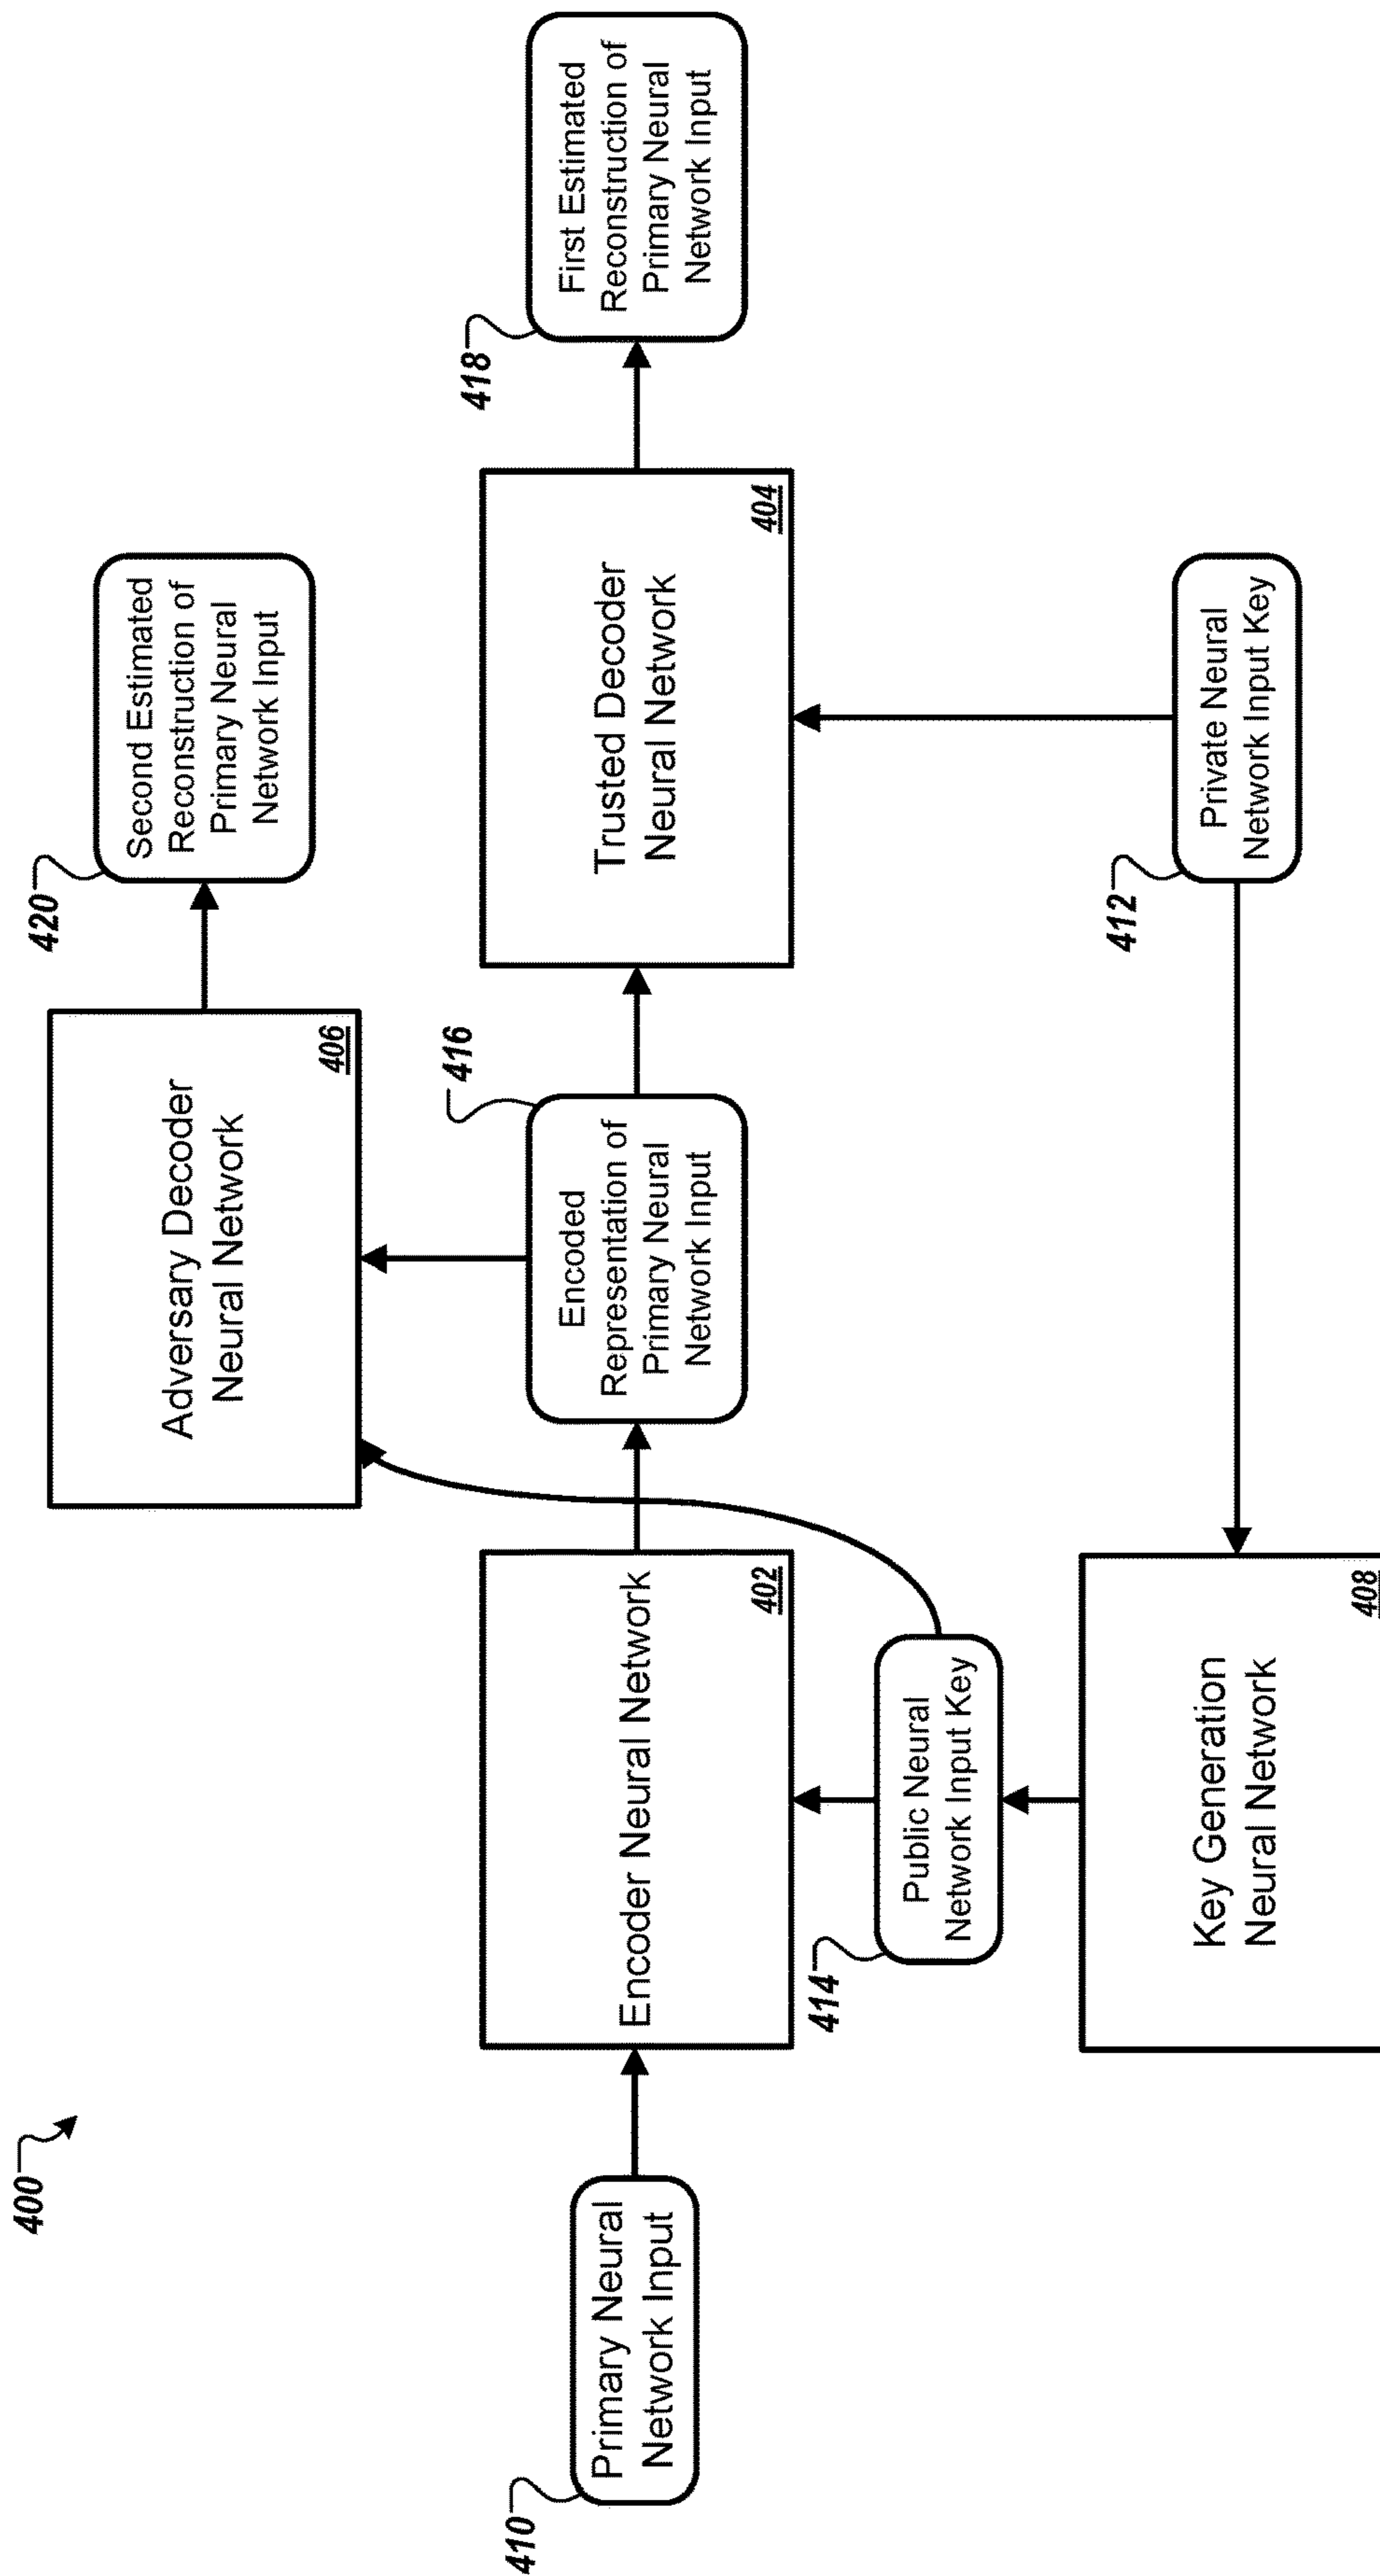 400
420
Second Estimated
Reconstruction of
Primary Neural
Network Input
Adversary Decoder
Neural Network
406
410
Primary Neural
Network Input
Encoder Neural Network
402
416
Encoded
Representation of
Primary Neural
Network Input
Trusted Decoder
Neural Network
404
418
First Estimated
Reconstruction of
Primary Neural
Network Input
414
Public Neural
Network Input Key
412
Private Neural
Network Input Key
Key Generation
Neural Network
408